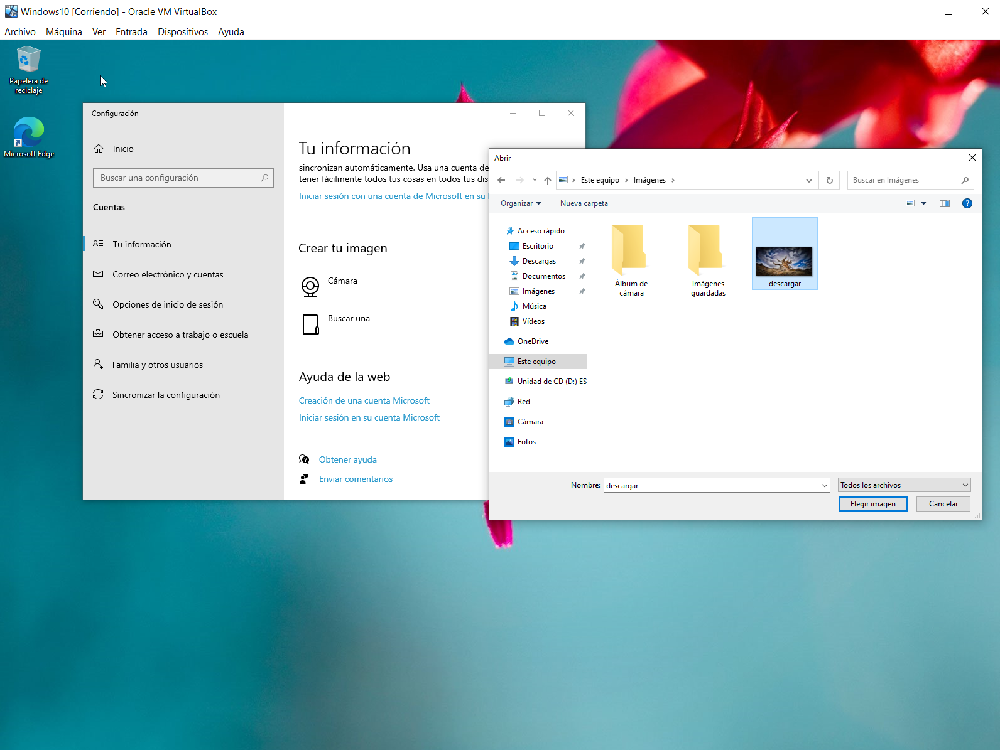 Windows10 [Corriendo] - Oracle VM VirtualBox
Archivo Máquina Ver Entrada Dispositivos Ayuda
Papelera de
reciclaje
Microsoft Edge
Configuración
Inicio
Buscar una configuración
Cuentas
Tu información
Correo electrónico y cuentas
Opciones de inicio de sesión
Obtener acceso a trabajo o escuela
Familia y otros usuarios
Sincronizar la configuración
Tu información
sincronizan automáticamente. Usa una cuenta de
tener fácilmente todos tus cosas en todos tus dis
Iniciar sesión con una cuenta de Microsoft en su
Crear tu imagen
Cámara
Buscar una
Ayuda de la web
Creación de una cuenta Microsoft
Iniciar sesión en su cuenta Microsoft
Obtener ayuda
Enviar comentarios
Abrir
Este equipo > Imágenes >
Buscar en Imágenes
Organizar
Nueva carpeta
Acceso rápido
Escritorio
Descargas
Documentos
Imágenes
Música
Vídeos
OneDrive
Este equipo
Unidad de CD (D:) ES
Red
Cámara
Fotos
Álbum de
cámara
Imágenes
guardadas
descargar
Nombre: descargar
Todos los archivos
Elegir imagen
Cancelar